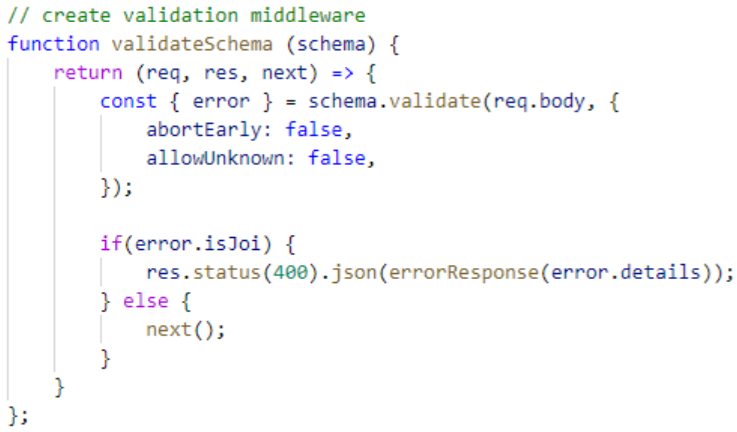 // create validation middleware
function validateSchema (schema) {
    return (req, res, next) => {
        const { error } = schema.validate(req.body, {
            abortEarly: false,
            allowUnknown: false,
        });

        if(error.isJoi) {
            res.status(400).json(errorResponse(error.details));
        } else {
            next();
        }
    }
};